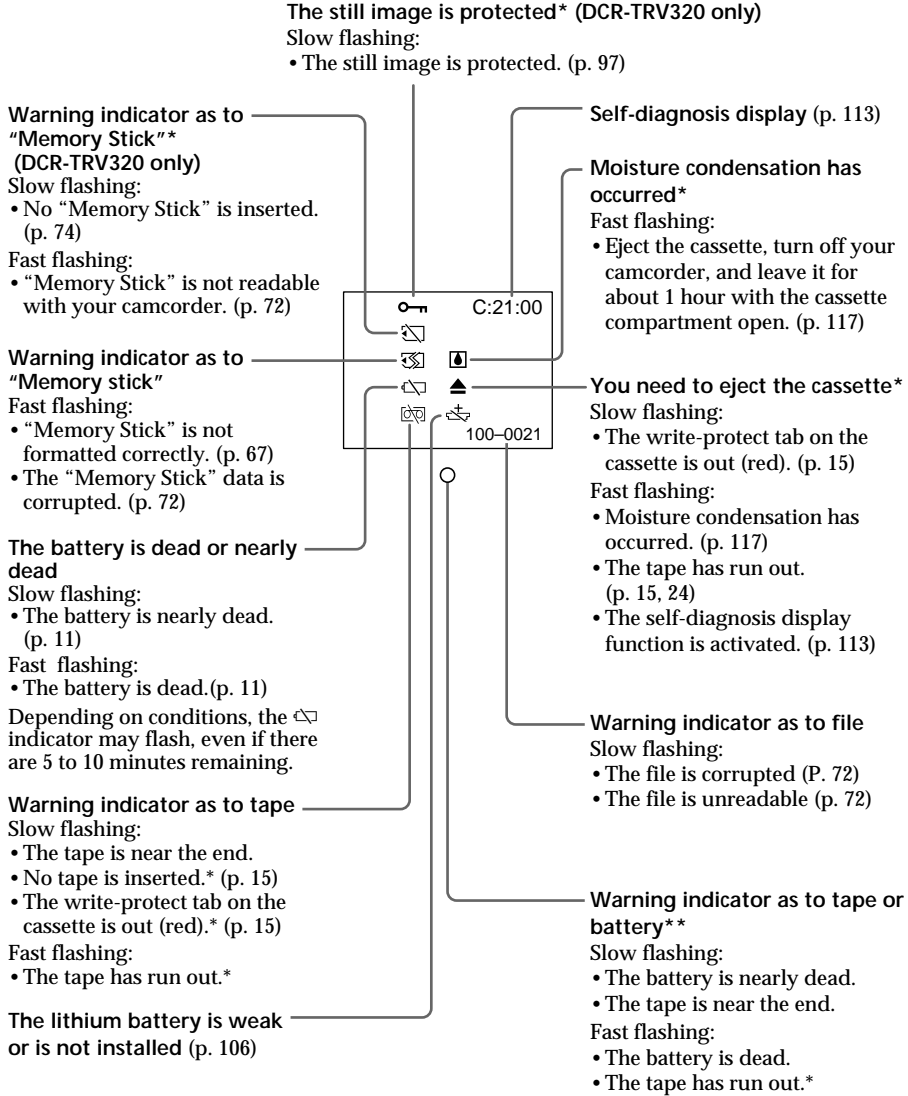 The still image is protected* (DCR-TRV320 only)
Slow flashing:
• The still image is protected. (p. 97)
Warning indicator as to
“Memory Stick”*
(DCR-TRV320 only)
Slow flashing:
• No “Memory Stick” is inserted.
(p. 74)
Fast flashing:
• “Memory Stick” is not readable
with your camcorder. (p. 72)
Warning indicator as to
“Memory stick”
Fast flashing:
• “Memory Stick” is not
formatted correctly. (p. 67)
• The “Memory Stick” data is
corrupted. (p. 72)
The battery is dead or nearly
dead
Slow flashing:
• The battery is nearly dead.
(p. 11)
Fast flashing:
• The battery is dead.(p. 11)
Depending on conditions, the
indicator may flash, even if there
are 5 to 10 minutes remaining.
Warning indicator as to tape
Slow flashing:
• The tape is near the end.
• No tape is inserted.* (p. 15)
• The write-protect tab on the
cassette is out (red).* (p. 15)
Fast flashing:
• The tape has run out.*
The lithium battery is weak
or is not installed (p. 106)
C:21:00
100–0021
Self-diagnosis display (p. 113)
Moisture condensation has
occurred*
Fast flashing:
• Eject the cassette, turn off your
camcorder, and leave it for
about 1 hour with the cassette
compartment open. (p. 117)
You need to eject the cassette*
Slow flashing:
• The write-protect tab on the
cassette is out (red). (p. 15)
Fast flashing:
• Moisture condensation has
occurred. (p. 117)
• The tape has run out.
(p. 15, 24)
• The self-diagnosis display
function is activated. (p. 113)
Warning indicator as to file
Slow flashing:
• The file is corrupted (P. 72)
• The file is unreadable (p. 72)
Warning indicator as to tape or
battery**
Slow flashing:
• The battery is nearly dead.
• The tape is near the end.
Fast flashing:
• The battery is dead.
• The tape has run out.*